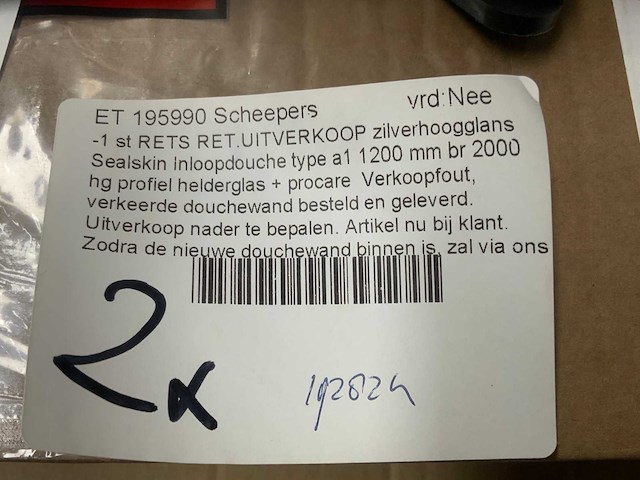 ET 195990 Scheepers vrd:Nee
-1 st RETS RET.UITVERKOOP zilverhoogglans
Sealskin Inloopdouche type a1 1200 mm br 2000
hg profiel helderglas + procare Verkoopfout,
verkeerde douchewand besteld en geleverd.
Uitverkoop nader te bepalen. Artikel nu bij klant.
Zodra de nieuwe douchewand binnen is, zal via ons
2x